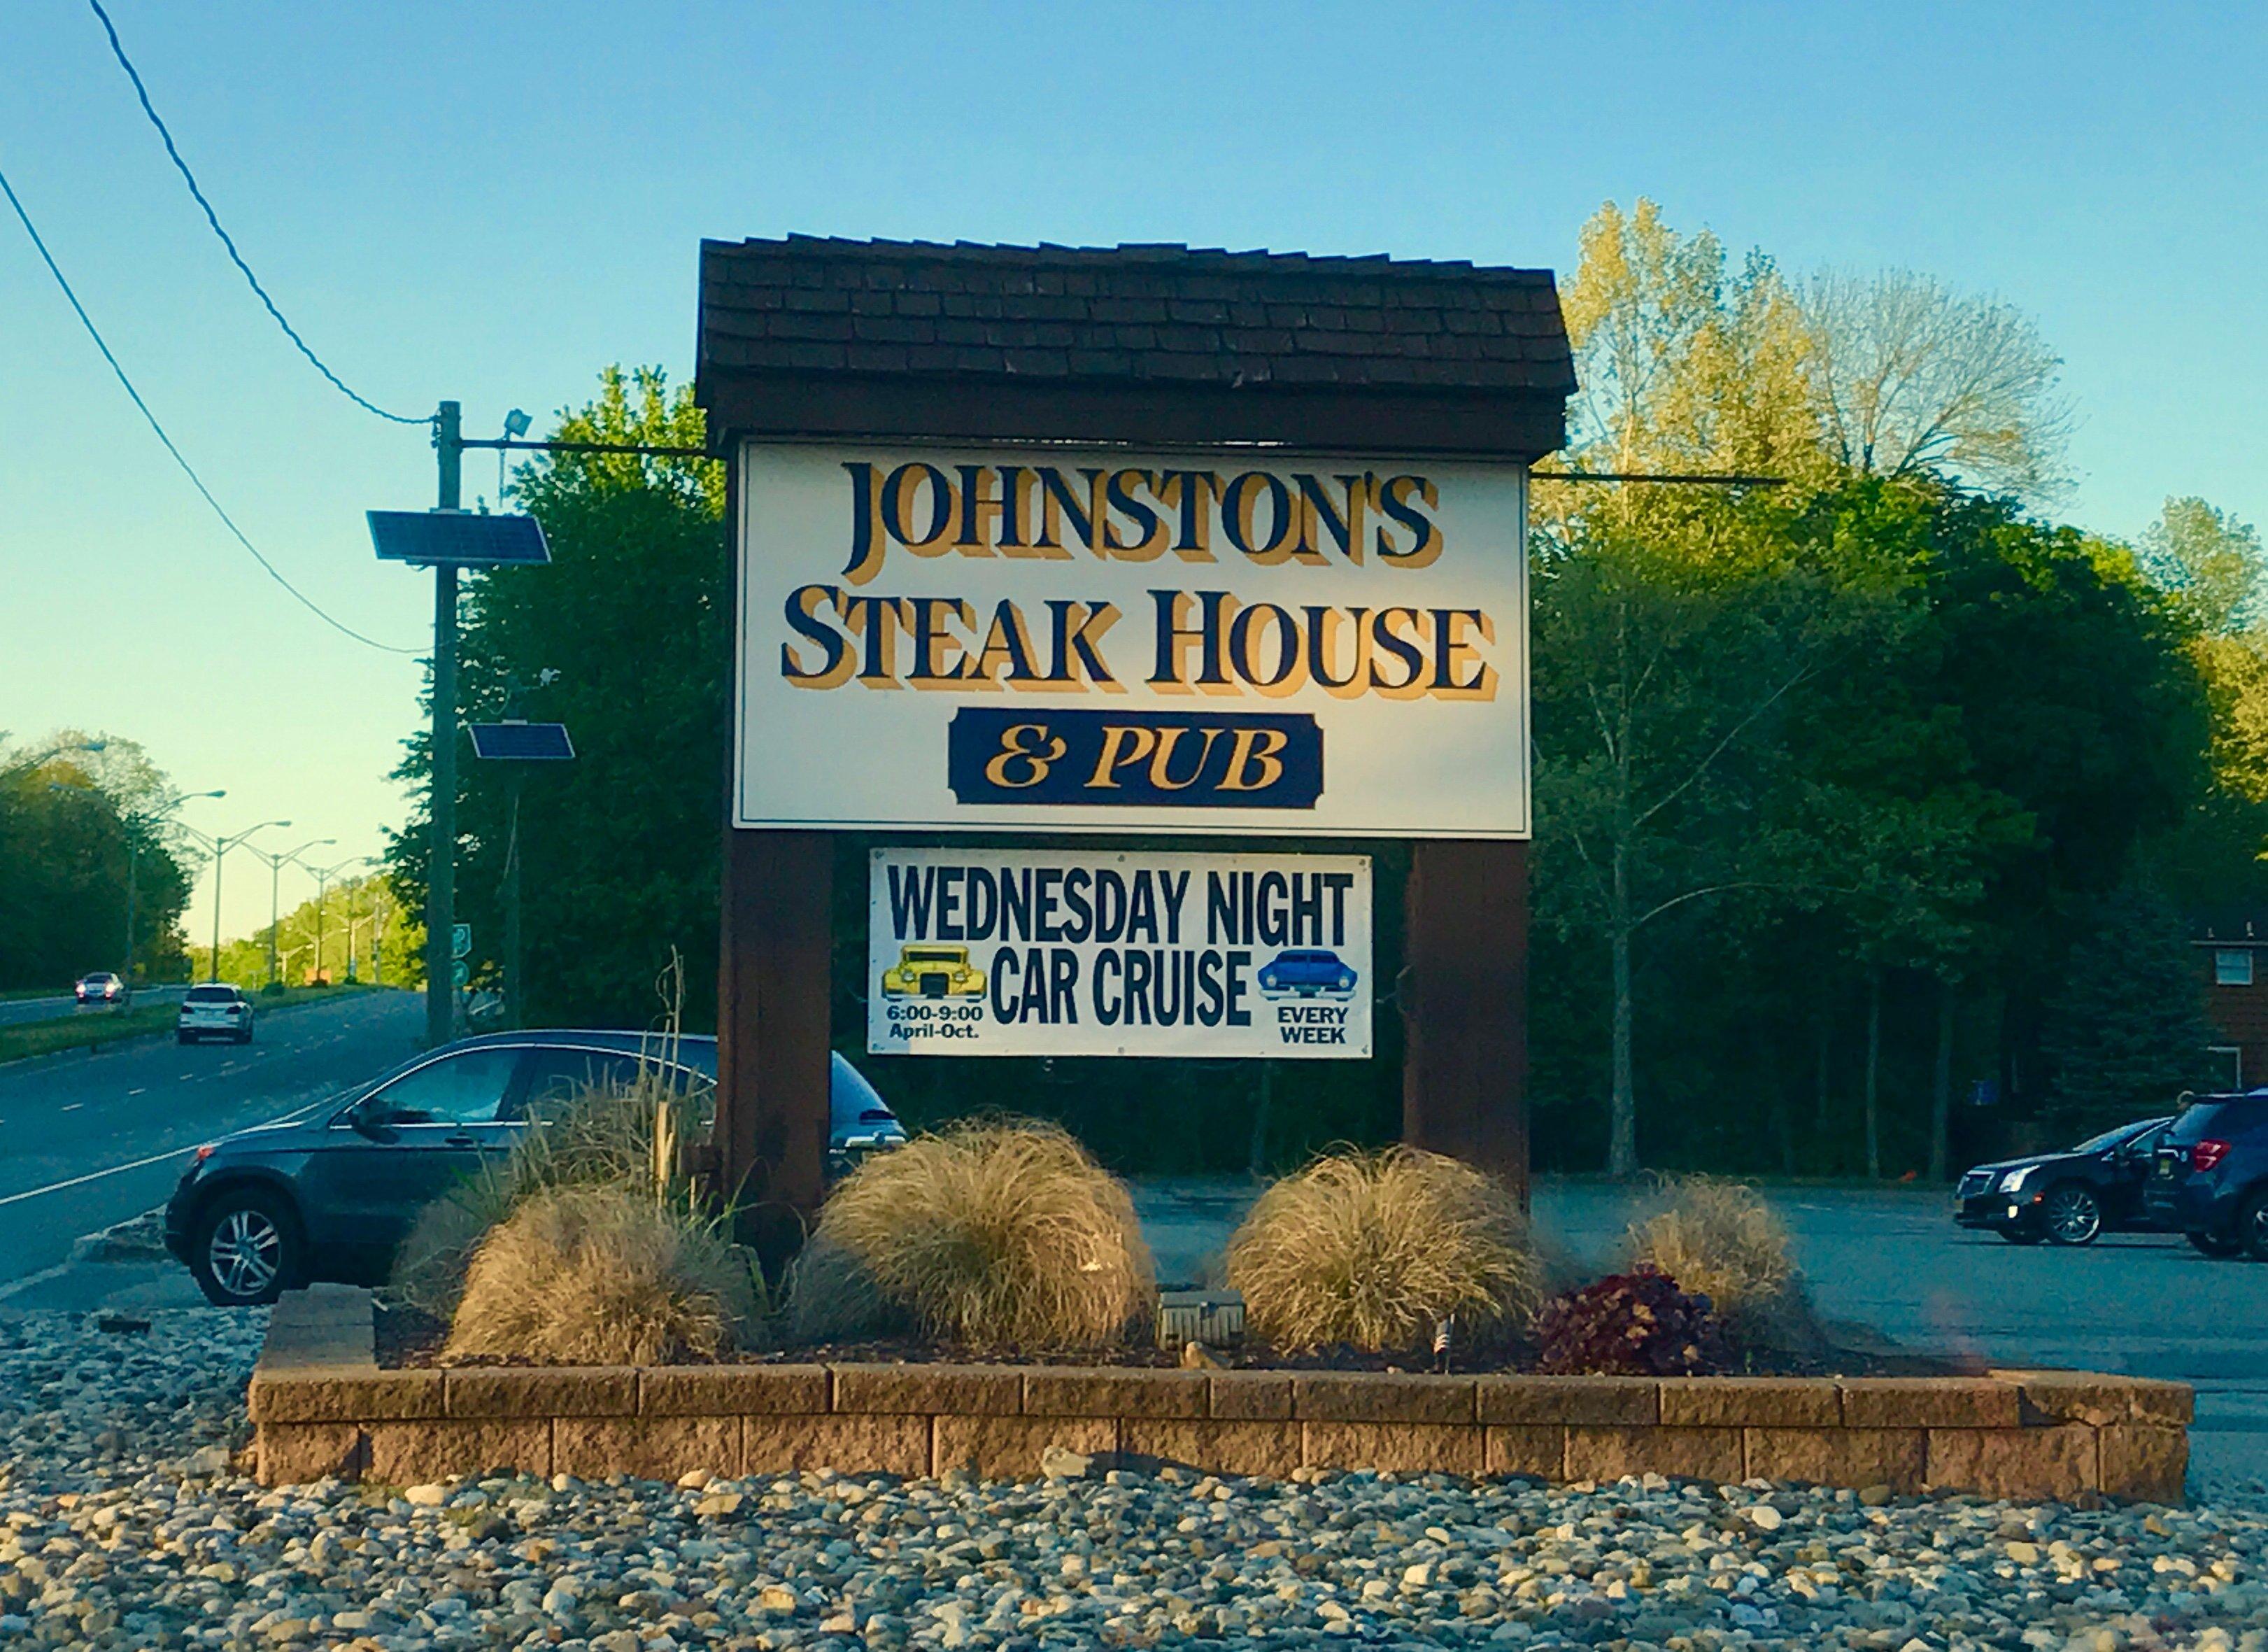 JOHNSTON'S
STEAK HOUSE
& PUB
WEDNESDAY NIGHT
CAR CRUISE
6:00-9:00
April-Oct.
EVERY
WEEK